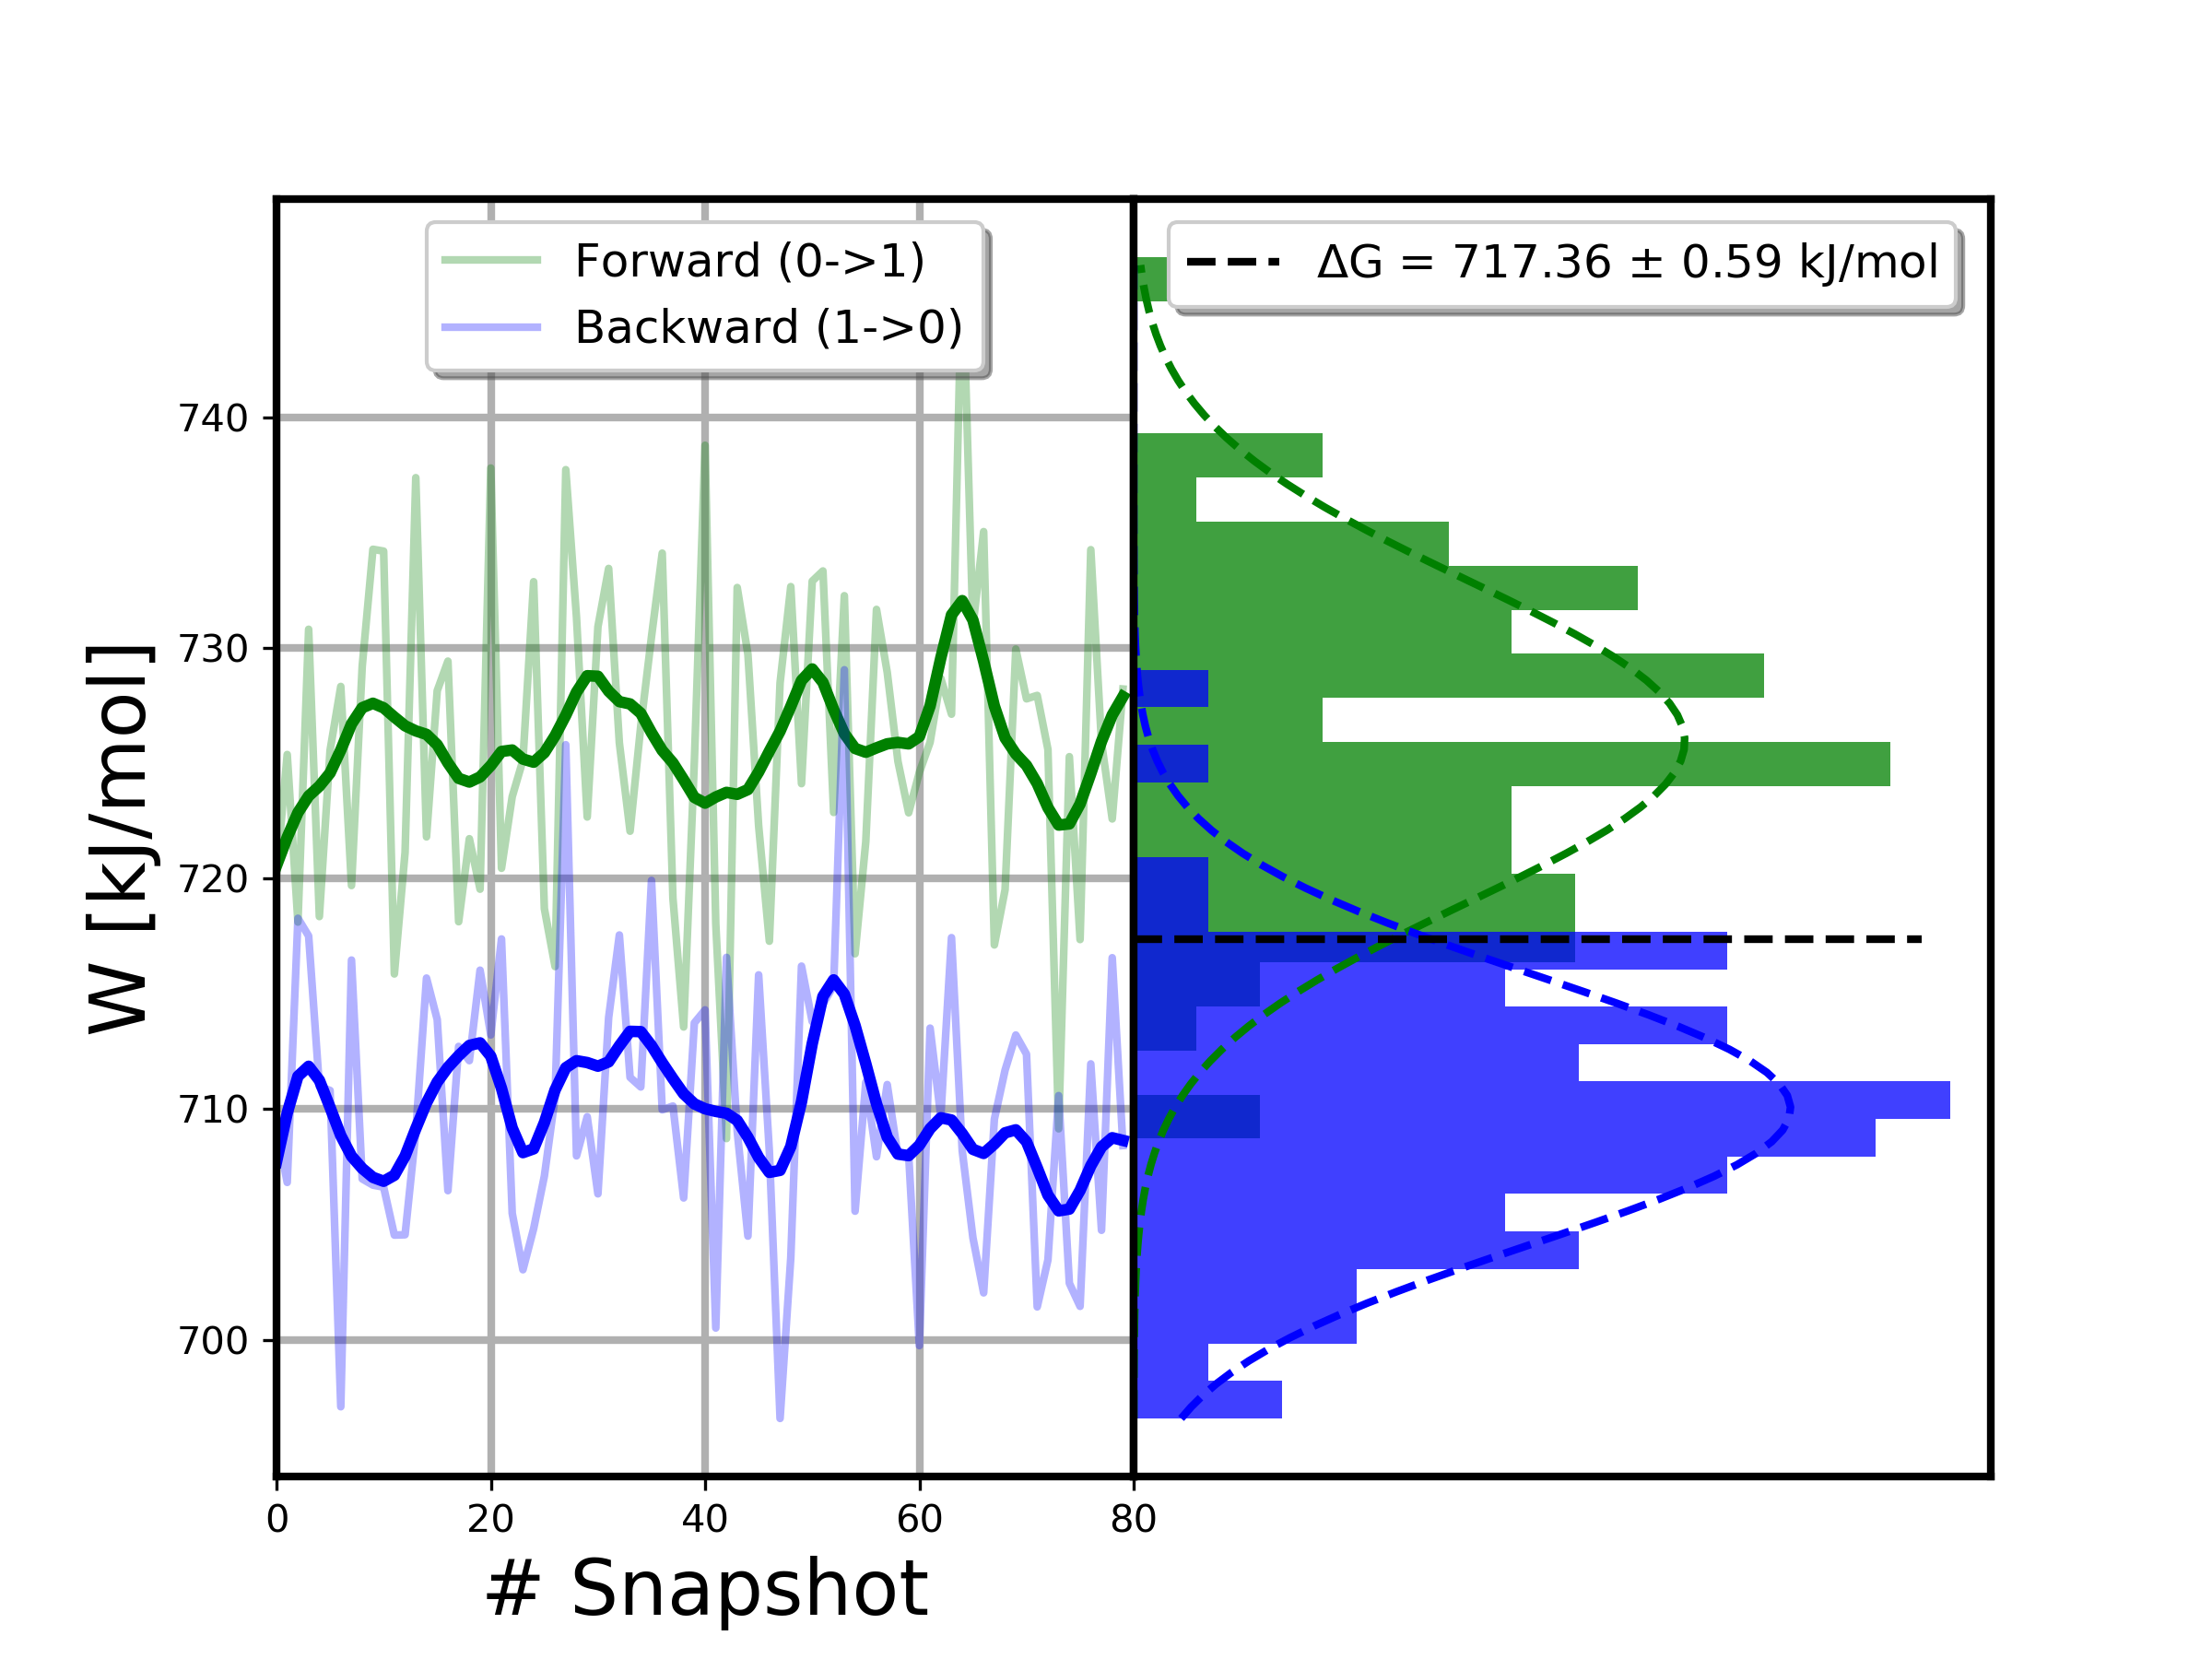 Forward (0->1)
Backward (1->0)
ΔG = 717.36 ± 0.59 kJ/mol
W [kJ/mol]
740
730
720
710
700
0
20
40
60
80
# Snapshot